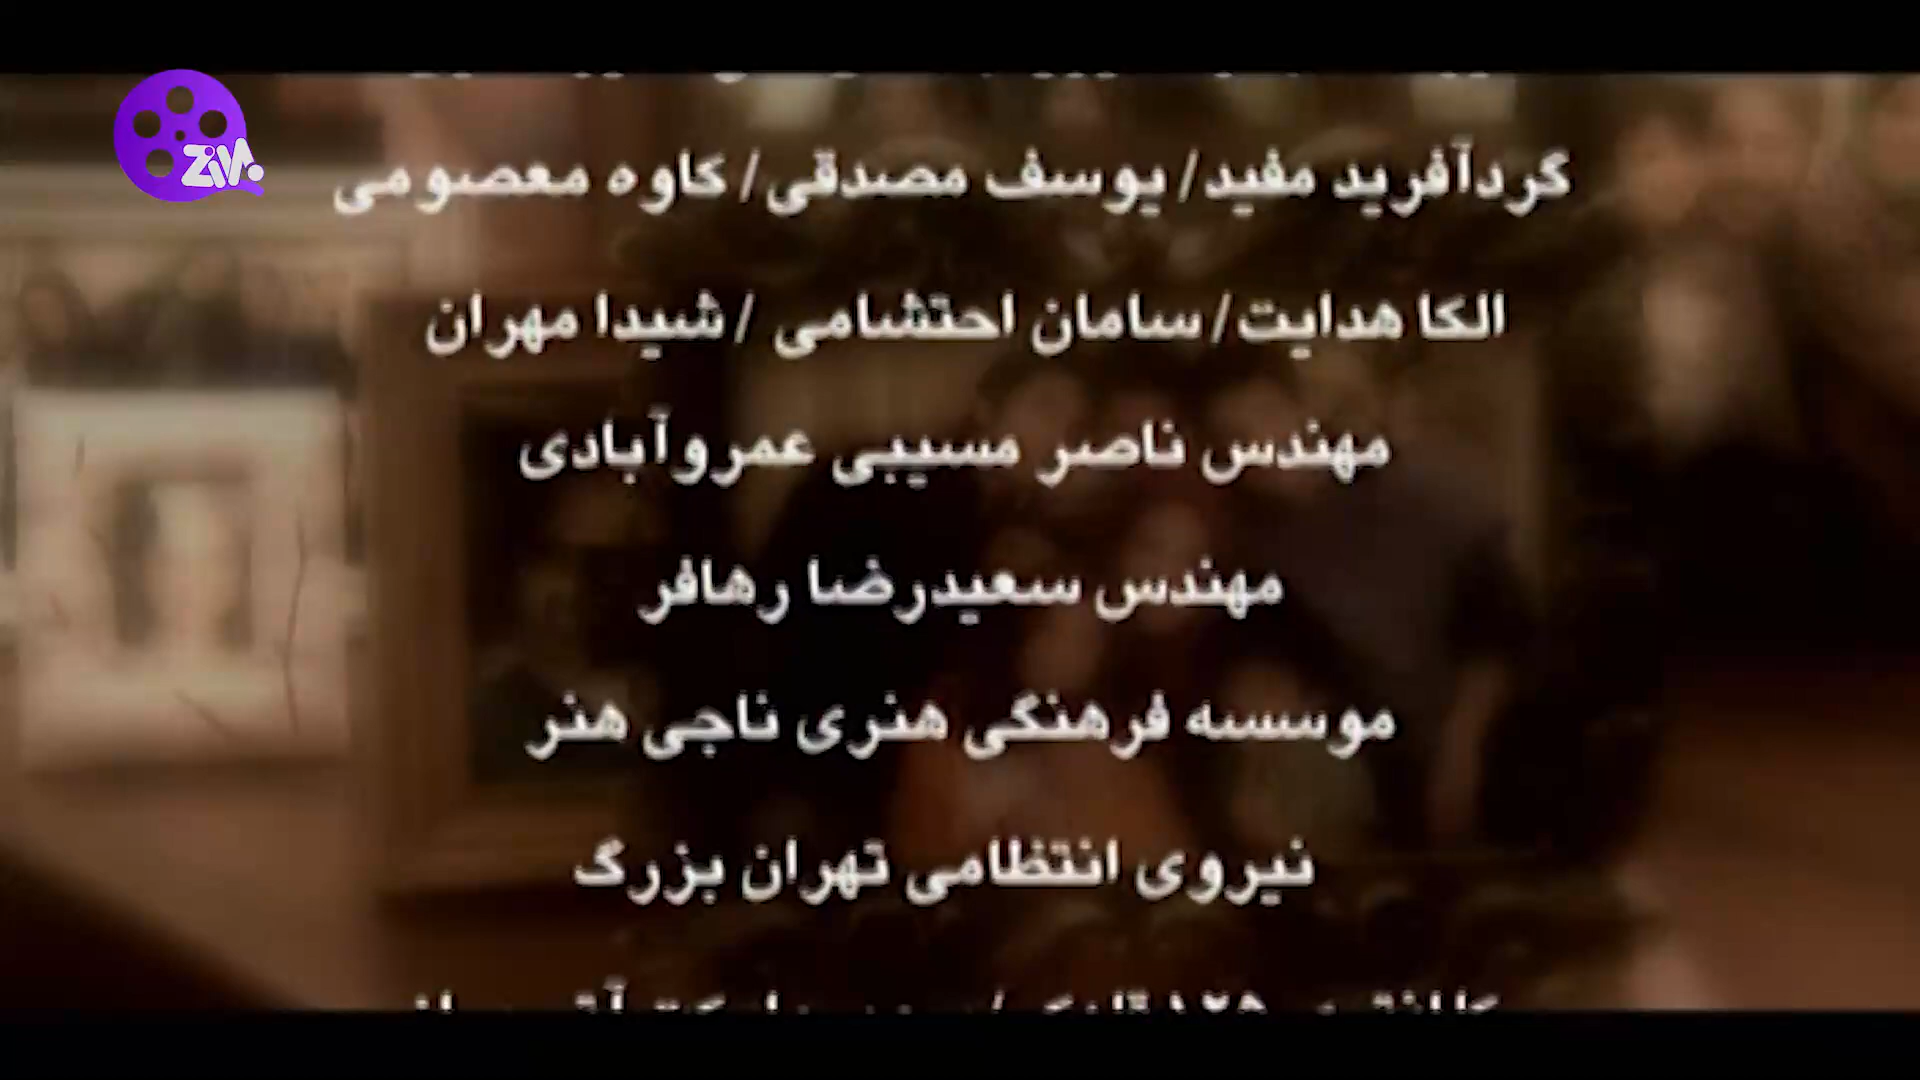 ZiM.
گردآفرید مفید/ یوسف مصدقی/ کاوه معصومی
الکا هدایت/ سامان احتشامی /شیدا مهران
مهندس ناصر مسیبی عمروآبادی
مهندس سعیدرضا رهافر
موسسه فرهنگی هنری ناجی هنر
نیروی انتظامی تهران بزرگ